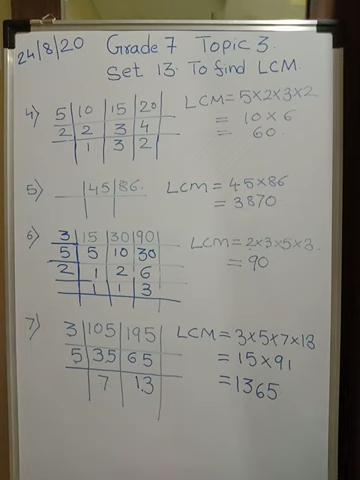 24/8/20 Grade 7 Topic 3.
Set 13. To find LCM.
4) 5 | 10 | 15 | 20 LCM = 5×2×3×2
2 | 2 | 3 | 4 = 10 × 6
1 | 3 | 2 = 60.
5) 45 | 86. LCM = 45×86
= 3870
6) 3 | 15 | 30 | 90 LCM = 2×3×5×3.
5 | 5 | 10 | 30 = 90
2 | 1 | 2 | 6
1 | 1 | 3
7) 3 | 105 | 195 LCM = 3×5×7×13
5 | 35 | 65 = 15×91
7 | 13 = 1365